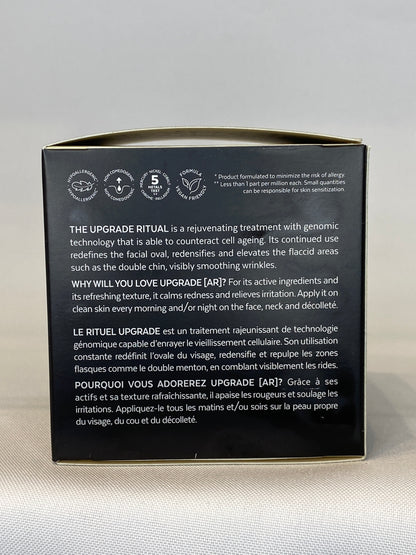 HYPOALLERGENIC*
HYPOALLERGENIC*
NON COMEDOGENIC
NON COMEDOGENIC
5
METALS
TEST
FORMULA
VEGAN FRIENDLY
* Product formulated to minimize the risk of allergy.
** Less than 1 part per million each. Small quantities
can be responsible for skin sensitization.
THE UPGRADE RITUAL is a rejuvenating treatment with genomic
technology that is able to counteract cell ageing. Its continued use
redefines the facial oval, redensifies and elevates the flaccid areas
such as the double chin, visibly smoothing wrinkles.
WHY WILL YOU LOVE UPGRADE [AR]? For its active ingredients and
its refreshing texture, it calms redness and relieves irritation. Apply it on
clean skin every morning and/or night on the face, neck and décolleté.
LE RITUEL UPGRADE est un traitement rajeunissant de technologie
génomique capable d'enrayer le vieillissement cellulaire. Son utilisation
constante redéfinit l'ovale du visage, redensifie et repulpe les zones
flasques comme le double menton, en comblant visiblement les rides.
POURQUOI VOUS ADOREREZ UPGRADE [AR]? Grâce à ses
actifs et sa texture rafraîchissante, il apaise les rougeurs et soulage les
irritations. Appliquez-le tous les matins et/ou soirs sur la peau propre
du visage, du cou et du décolleté.